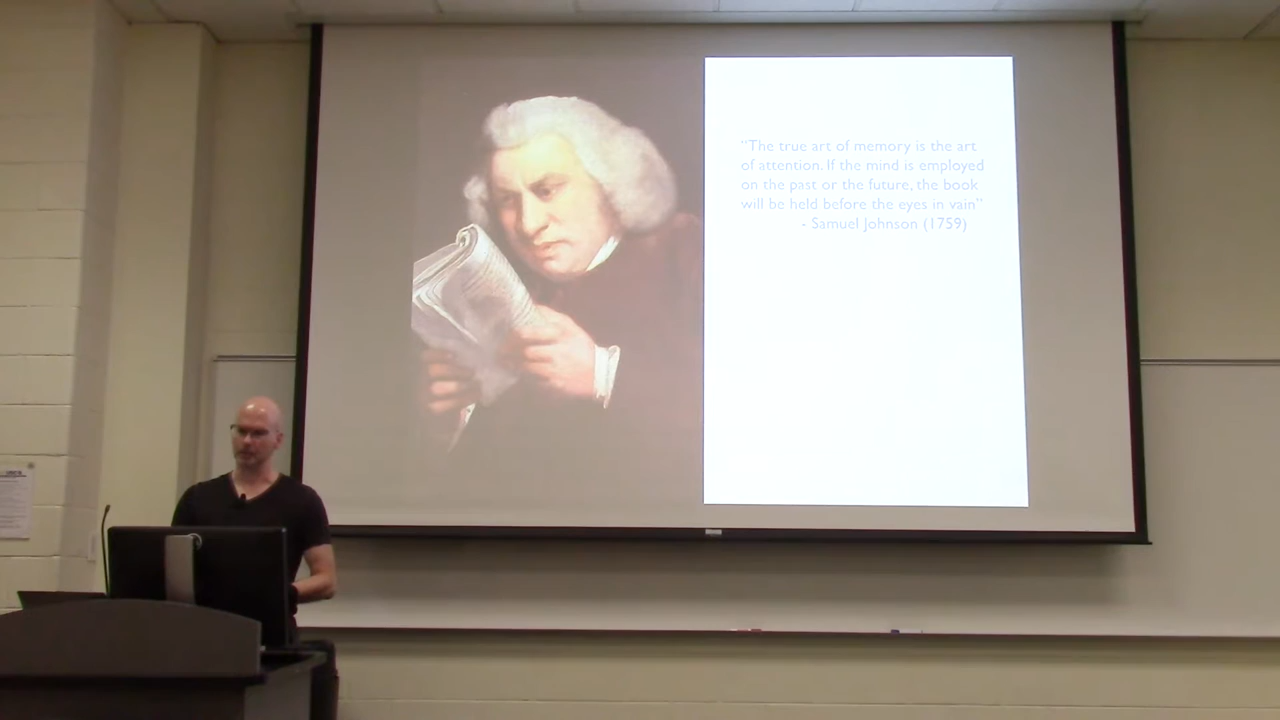 “The true art of memory is the art
of attention. If the mind is employed
on the past or the future, the book
will be held before the eyes in vain”
- Samuel Johnson (1759)